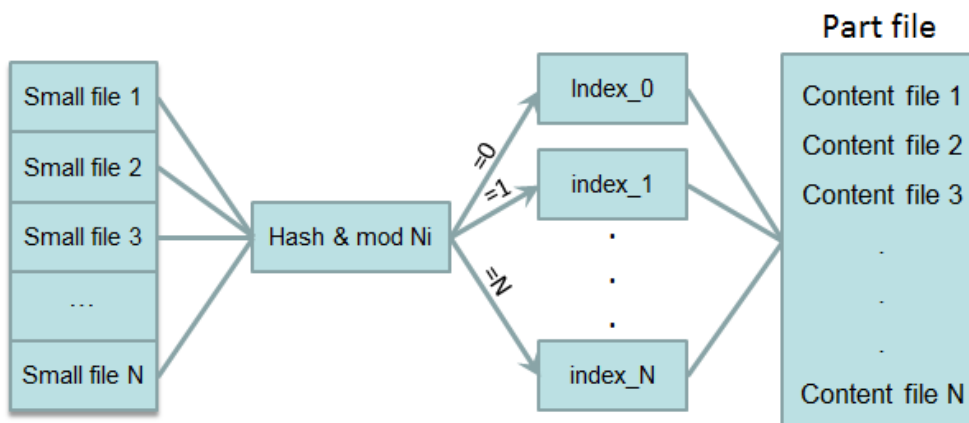 Part file
Small file 1
Small file 2
Small file 3
...
Small file N
Hash & mod Ni
=0
=1
=N
Index_0
index_1
.
.
.
index_N
Content file 1
Content file 2
Content file 3
.
.
.
Content file N